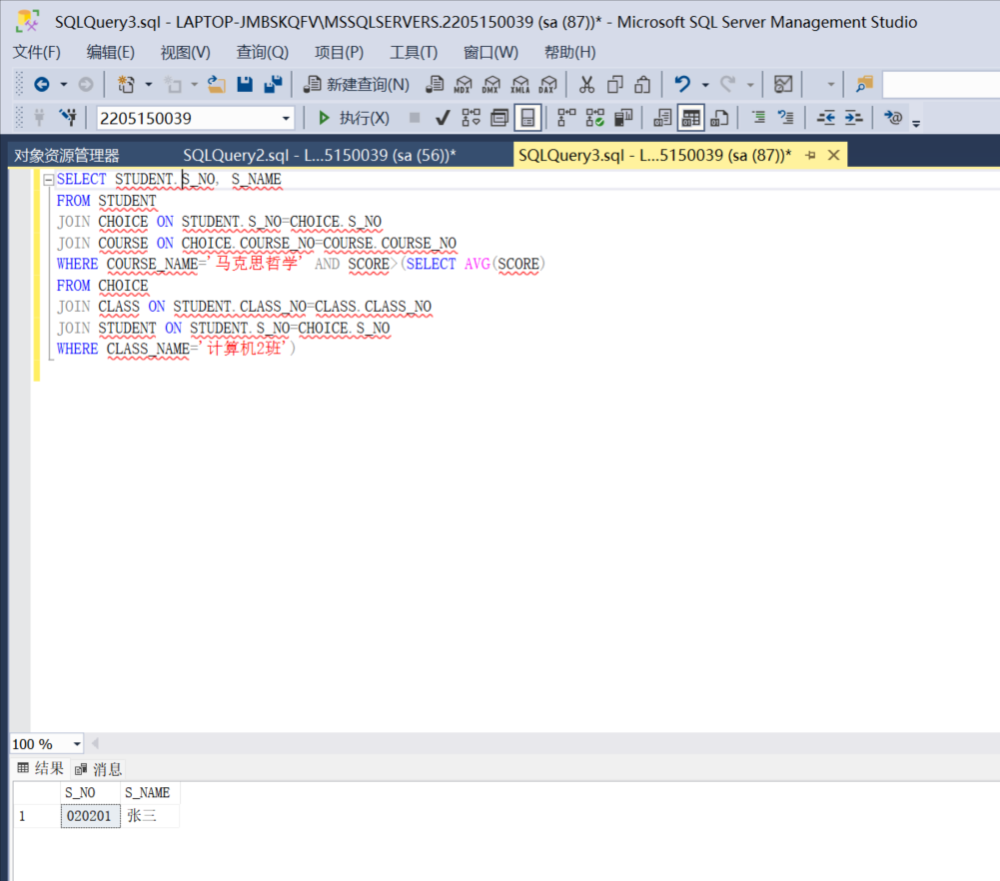 SQLQuery3.sql - LAPTOP-JMBSKQFV\MSSQLSERVERS.2205150039 (sa (87))* - Microsoft SQL Server Management Studio
文件(F) 编辑(E) 视图(V) 查询(Q) 项目(P) 工具(T) 窗口(W) 帮助(H)
新建查询(N) MDX DMX XMLA DAX
2205150039 执行(X)
对象资源管理器 SQLQuery2.sql - L...5150039 (sa (56))* SQLQuery3.sql - L...5150039 (sa (87))*
SELECT STUDENT.S_NO, S_NAME
FROM STUDENT
JOIN CHOICE ON STUDENT.S_NO=CHOICE.S_NO
JOIN COURSE ON CHOICE.COURSE_NO=COURSE.COURSE_NO
WHERE COURSE_NAME='马克思哲学' AND SCORE>(SELECT AVG(SCORE)
FROM CHOICE
JOIN CLASS ON STUDENT.CLASS_NO=CLASS.CLASS_NO
JOIN STUDENT ON STUDENT.S_NO=CHOICE.S_NO
WHERE CLASS_NAME='计算机2班')
100 %
结果 消息
S_NO S_NAME
1 020201 张三